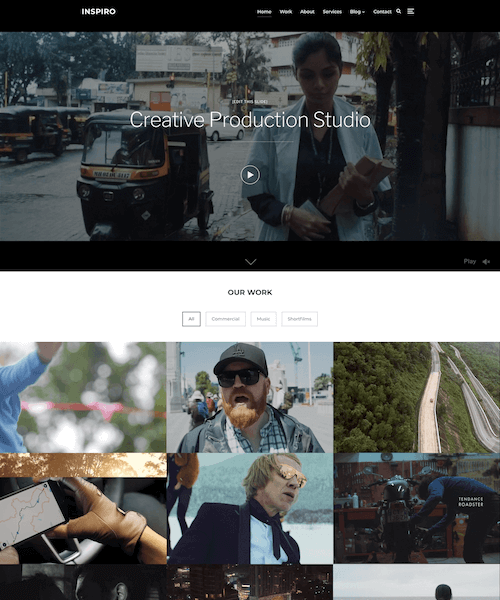 INSPIRO
Home Work About Services Blog Contact
[EDIT THIS SLIDE]
Creative Production Studio
Play
OUR WORK
All Commercial Music Shortfilms
TENDANCE
ROADSTER